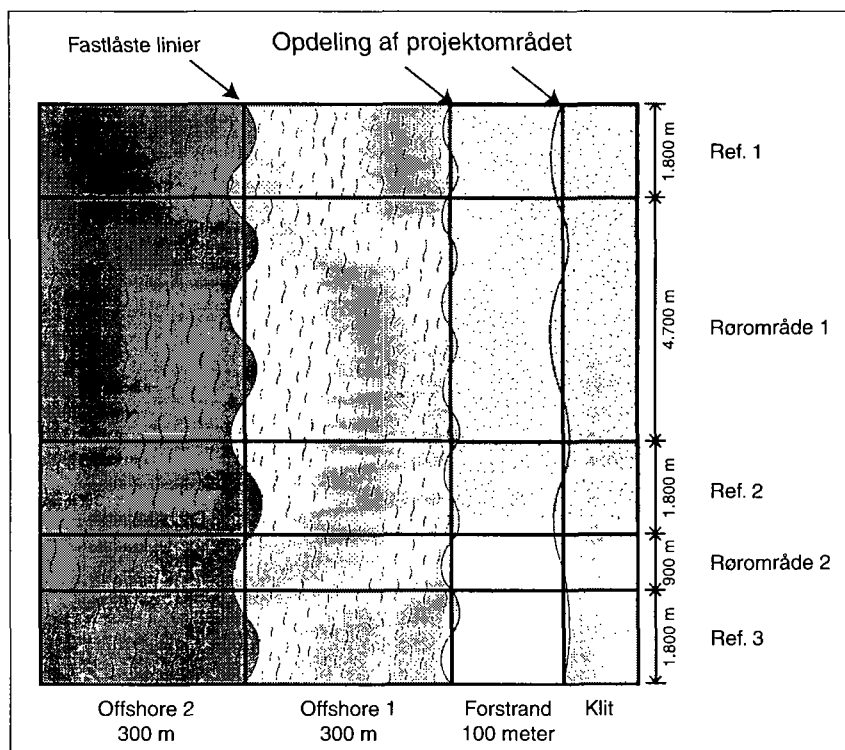 Fastlåste linier
Opdeling af projektområdet
1.800 m
Ref. 1
4.700 m
Rørområde 1
1.800 m
Ref. 2
900 m
Rørområde 2
1.800 m
Ref. 3
Offshore 2
300 m
Offshore 1
300 m
Forstrand
100 meter
Klit